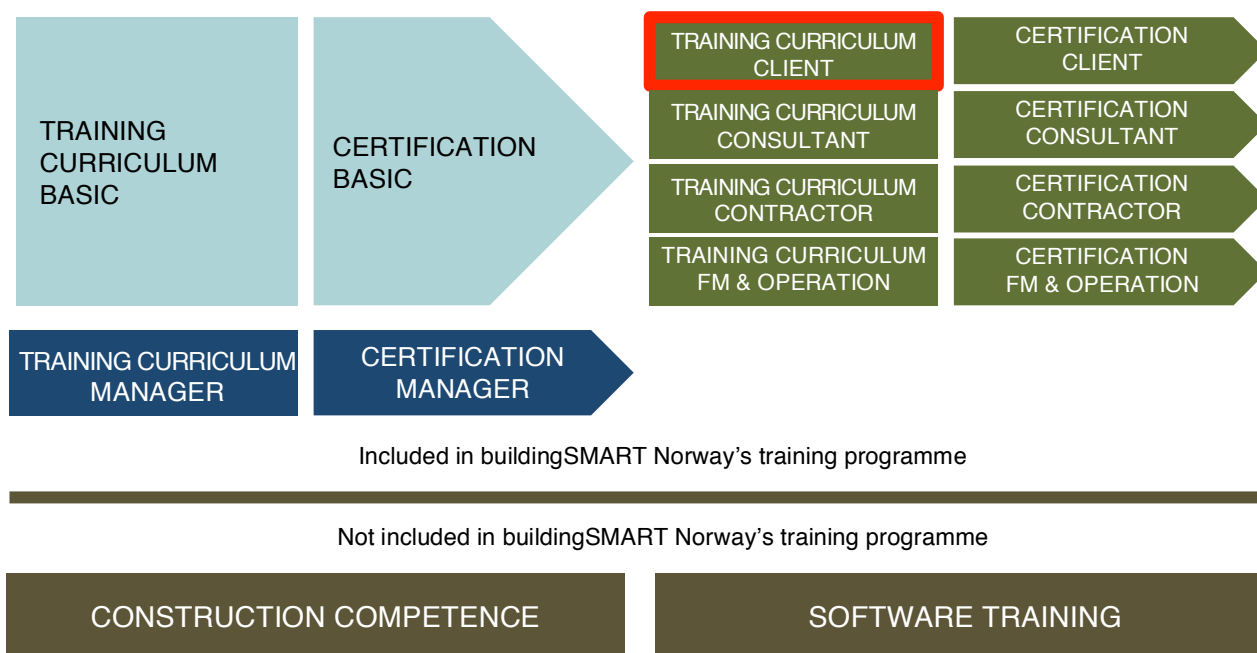 TRAINING
CURRICULUM
BASIC
CERTIFICATION
BASIC
TRAINING CURRICULUM
CLIENT
CERTIFICATION
CLIENT
TRAINING CURRICULUM
CONSULTANT
CERTIFICATION
CONSULTANT
TRAINING CURRICULUM
CONTRACTOR
CERTIFICATION
CONTRACTOR
TRAINING CURRICULUM
FM & OPERATION
CERTIFICATION
FM & OPERATION
TRAINING CURRICULUM
MANAGER
CERTIFICATION
MANAGER
Included in buildingSMART Norway’s training programme
Not included in buildingSMART Norway’s training programme
CONSTRUCTION COMPETENCE
SOFTWARE TRAINING